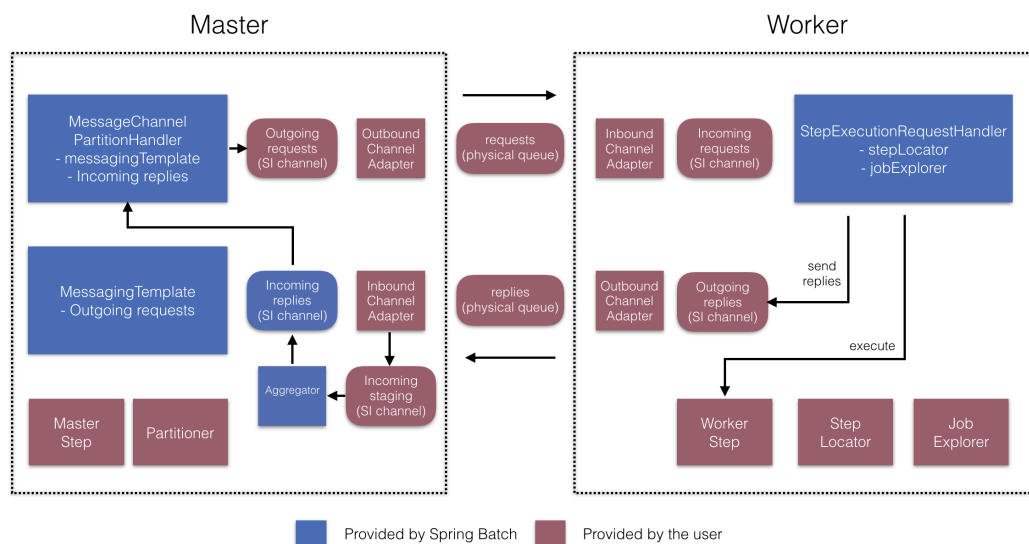 Master
Worker
MessageChannel
PartitionHandler
- messagingTemplate
- Incoming replies
Outgoing
requests
(SI channel)
Outbound
Channel
Adapter
requests
(physical queue)
Inbound
Channel
Adapter
Incoming
requests
(SI channel)
StepExecutionRequestHandler
- stepLocator
- jobExplorer
MessagingTemplate
- Outgoing requests
Incoming
replies
(SI channel)
Inbound
Channel
Adapter
replies
(physical queue)
Outbound
Channel
Adapter
Outgoing
replies
(SI channel)
send
replies
execute
Aggregator
Incoming
staging
(SI channel)
Master
Step
Partitioner
Worker
Step
Step
Locator
Job
Explorer
Provided by Spring Batch
Provided by the user